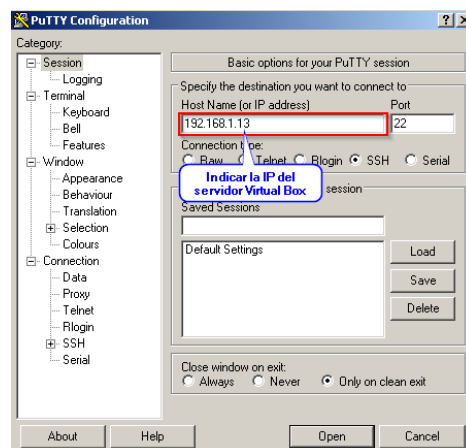 PuTTY Configuration
Category:
Session
Logging
Terminal
Keyboard
Bell
Features
Window
Appearance
Behaviour
Translation
Selection
Colours
Connection
Data
Proxy
Telnet
Rlogin
SSH
Serial
Basic options for your PuTTY session
Specify the destination you want to connect to
Host Name (or IP address) Port
192.168.1.13 22
Connection type:
Raw Telnet Rlogin SSH Serial
Indicar la IP del
servidor Virtual Box
session
Saved Sessions
Default Settings
Load
Save
Delete
Close window on exit:
Always Never Only on clean exit
About Help Open Cancel